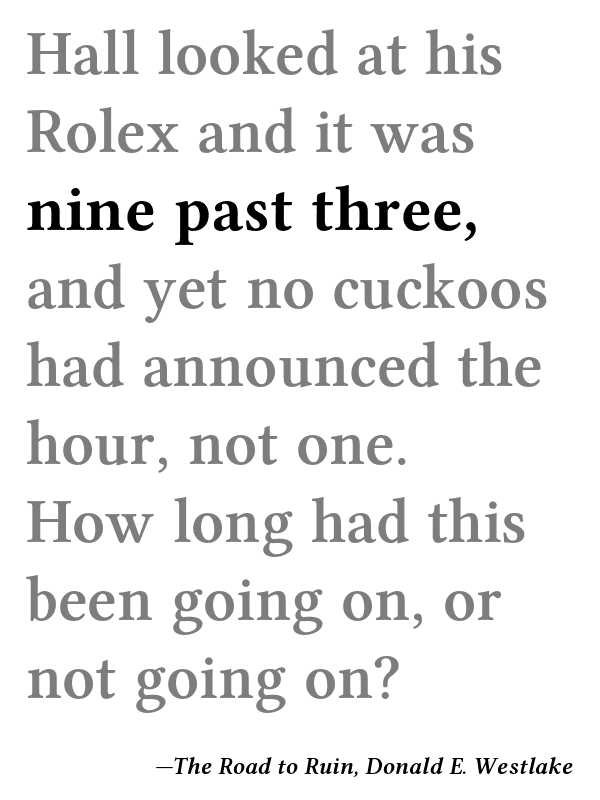 Hall looked at his
Rolex and it was
nine past three,
and yet no cuckoos
had announced the
hour, not one.
How long had this
been going on, or
not going on?
—The Road to Ruin, Donald E. Westlake